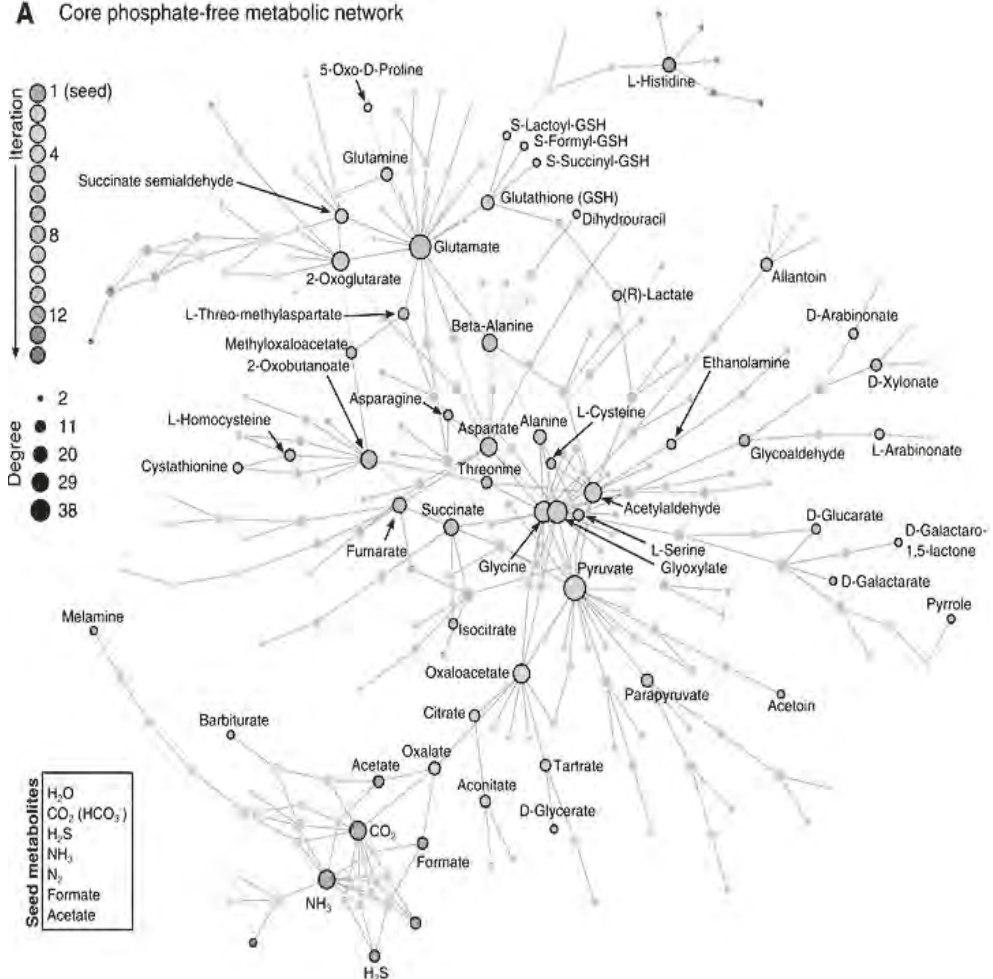 A Core phosphate-free metabolic network
Iteration
1 (seed)
4
8
12
Degree
2
11
20
29
38
L-Histidine
5-Oxo-D-Proline
S-Lactoyl-GSH
S-Formyl-GSH
S-Succinyl-GSH
Glutamine
Succinate semialdehyde
Glutathione (GSH)
Dihydrouracil
Glutamate
2-Oxoglutarate
Allantoin
(R)-Lactate
L-Threo-methylaspartate
Beta-Alanine
D-Arabinonate
Methyloxaloacetate
2-Oxobutanoate
Ethanolamine
D-Xylonate
Asparagine
L-Cysteine
L-Homocysteine
Aspartate
Alanine
Cystathionine
Threonine
Glycoaldehyde
L-Arabinonate
Acetylaldehyde
Succinate
D-Glucarate
D-Galactaro-
1,5-lactone
Fumarate
Glycine
L-Serine
Glyoxylate
Pyruvate
D-Galactarate
Pyrrole
Melamine
Isocitrate
Oxaloacetate
Parapyruvate
Acetoin
Citrate
Barbiturate
Oxalate
Acetate
Tartrate
Aconitate
D-Glycerate
CO₂
Formate
NH₃
H₂S
Seed metabolites
H₂O
CO₂ (HCO₃⁻)
H₂S
NH₃
N₂
Formate
Acetate